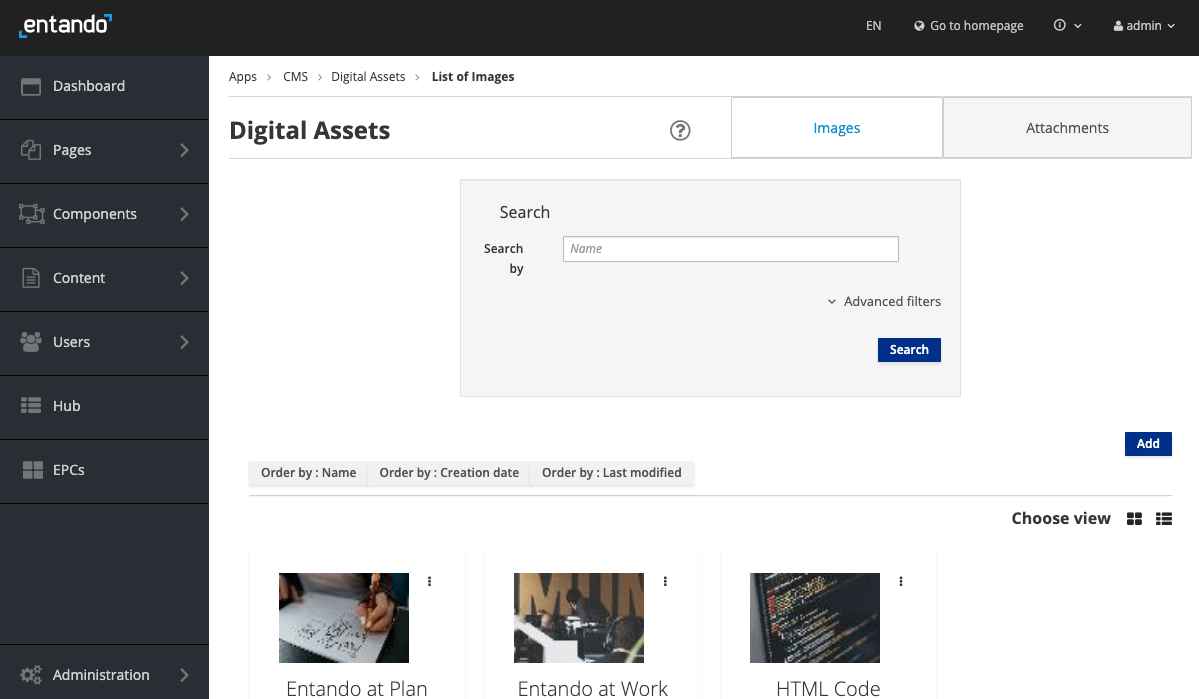 entando
EN
Go to homepage
admin
Dashboard
Pages
Components
Content
Users
Hub
EPCs
Administration
Apps > CMS > Digital Assets > List of Images
Digital Assets
?
Images
Attachments
Search
Search by
Name
Advanced filters
Search
Add
Order by : Name
Order by : Creation date
Order by : Last modified
Choose view
Entando at Plan
Entando at Work
HTML Code